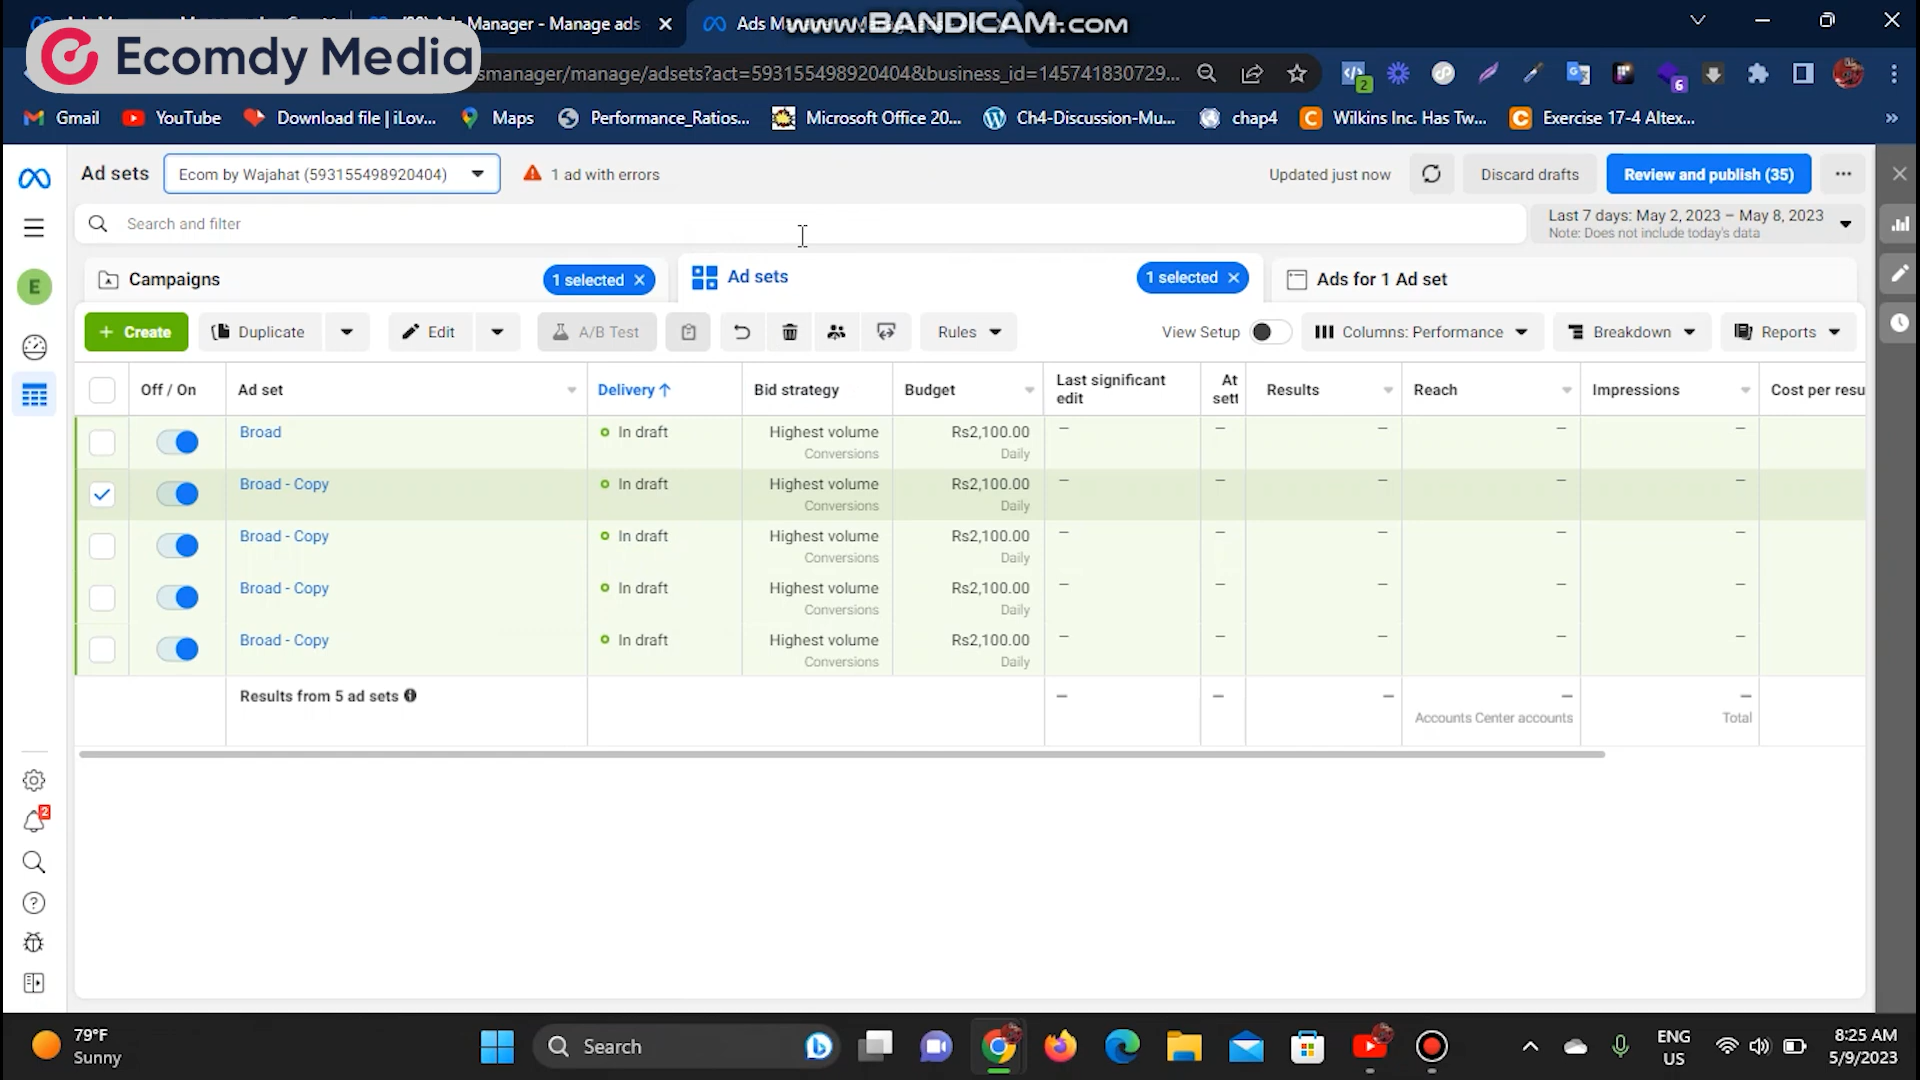 Manager - Manage ads
Ads M
www.BANDICAM.com
Ecomdy Media
smanager/manage/adsets?act=593155498920404&business_id=145741830729...
2
6
Gmail
YouTube
Download file | iLov...
Maps
Performance_Ratios...
Microsoft Office 20...
Ch4-Discussion-Mu...
chap4
Wilkins Inc. Has Tw...
Exercise 17-4 Altex...
»
Ad sets
Ecom by Wajahat (593155498920404)
1 ad with errors
Updated just now
Discard drafts
Review and publish (35)
Search and filter
Last 7 days: May 2, 2023 – May 8, 2023
Note: Does not include today's data
E
Campaigns
1 selected ×
Ad sets
1 selected ×
Ads for 1 Ad set
+ Create
Duplicate
Edit
A/B Test
Rules
View Setup
Columns: Performance
Breakdown
Reports
Off / On
Ad set
Delivery ↑
Bid strategy
Budget
Last significant
edit
At
sett
Results
Reach
Impressions
Cost per resu
Broad
In draft
Highest volume
Conversions
Rs2,100.00
Daily
– – – – –
Broad - Copy
In draft
Highest volume
Conversions
Rs2,100.00
Daily
– – – – –
Broad - Copy
In draft
Highest volume
Conversions
Rs2,100.00
Daily
– – – – –
Broad - Copy
In draft
Highest volume
Conversions
Rs2,100.00
Daily
– – – – –
Broad - Copy
In draft
Highest volume
Conversions
Rs2,100.00
Daily
– – – – –
Results from 5 ad sets
– – – – –
Accounts Center accounts
Total
2
79°F
Sunny
Search
ENG
US
8:25 AM
5/9/2023